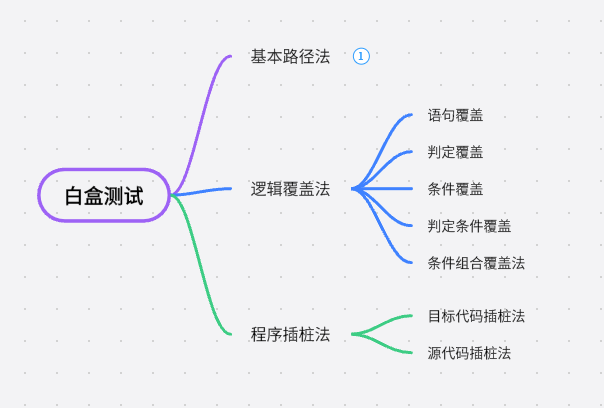 白盒测试
基本路径法 1
逻辑覆盖法
语句覆盖
判定覆盖
条件覆盖
判定条件覆盖
条件组合覆盖法
程序插桩法
目标代码插桩法
源代码插桩法